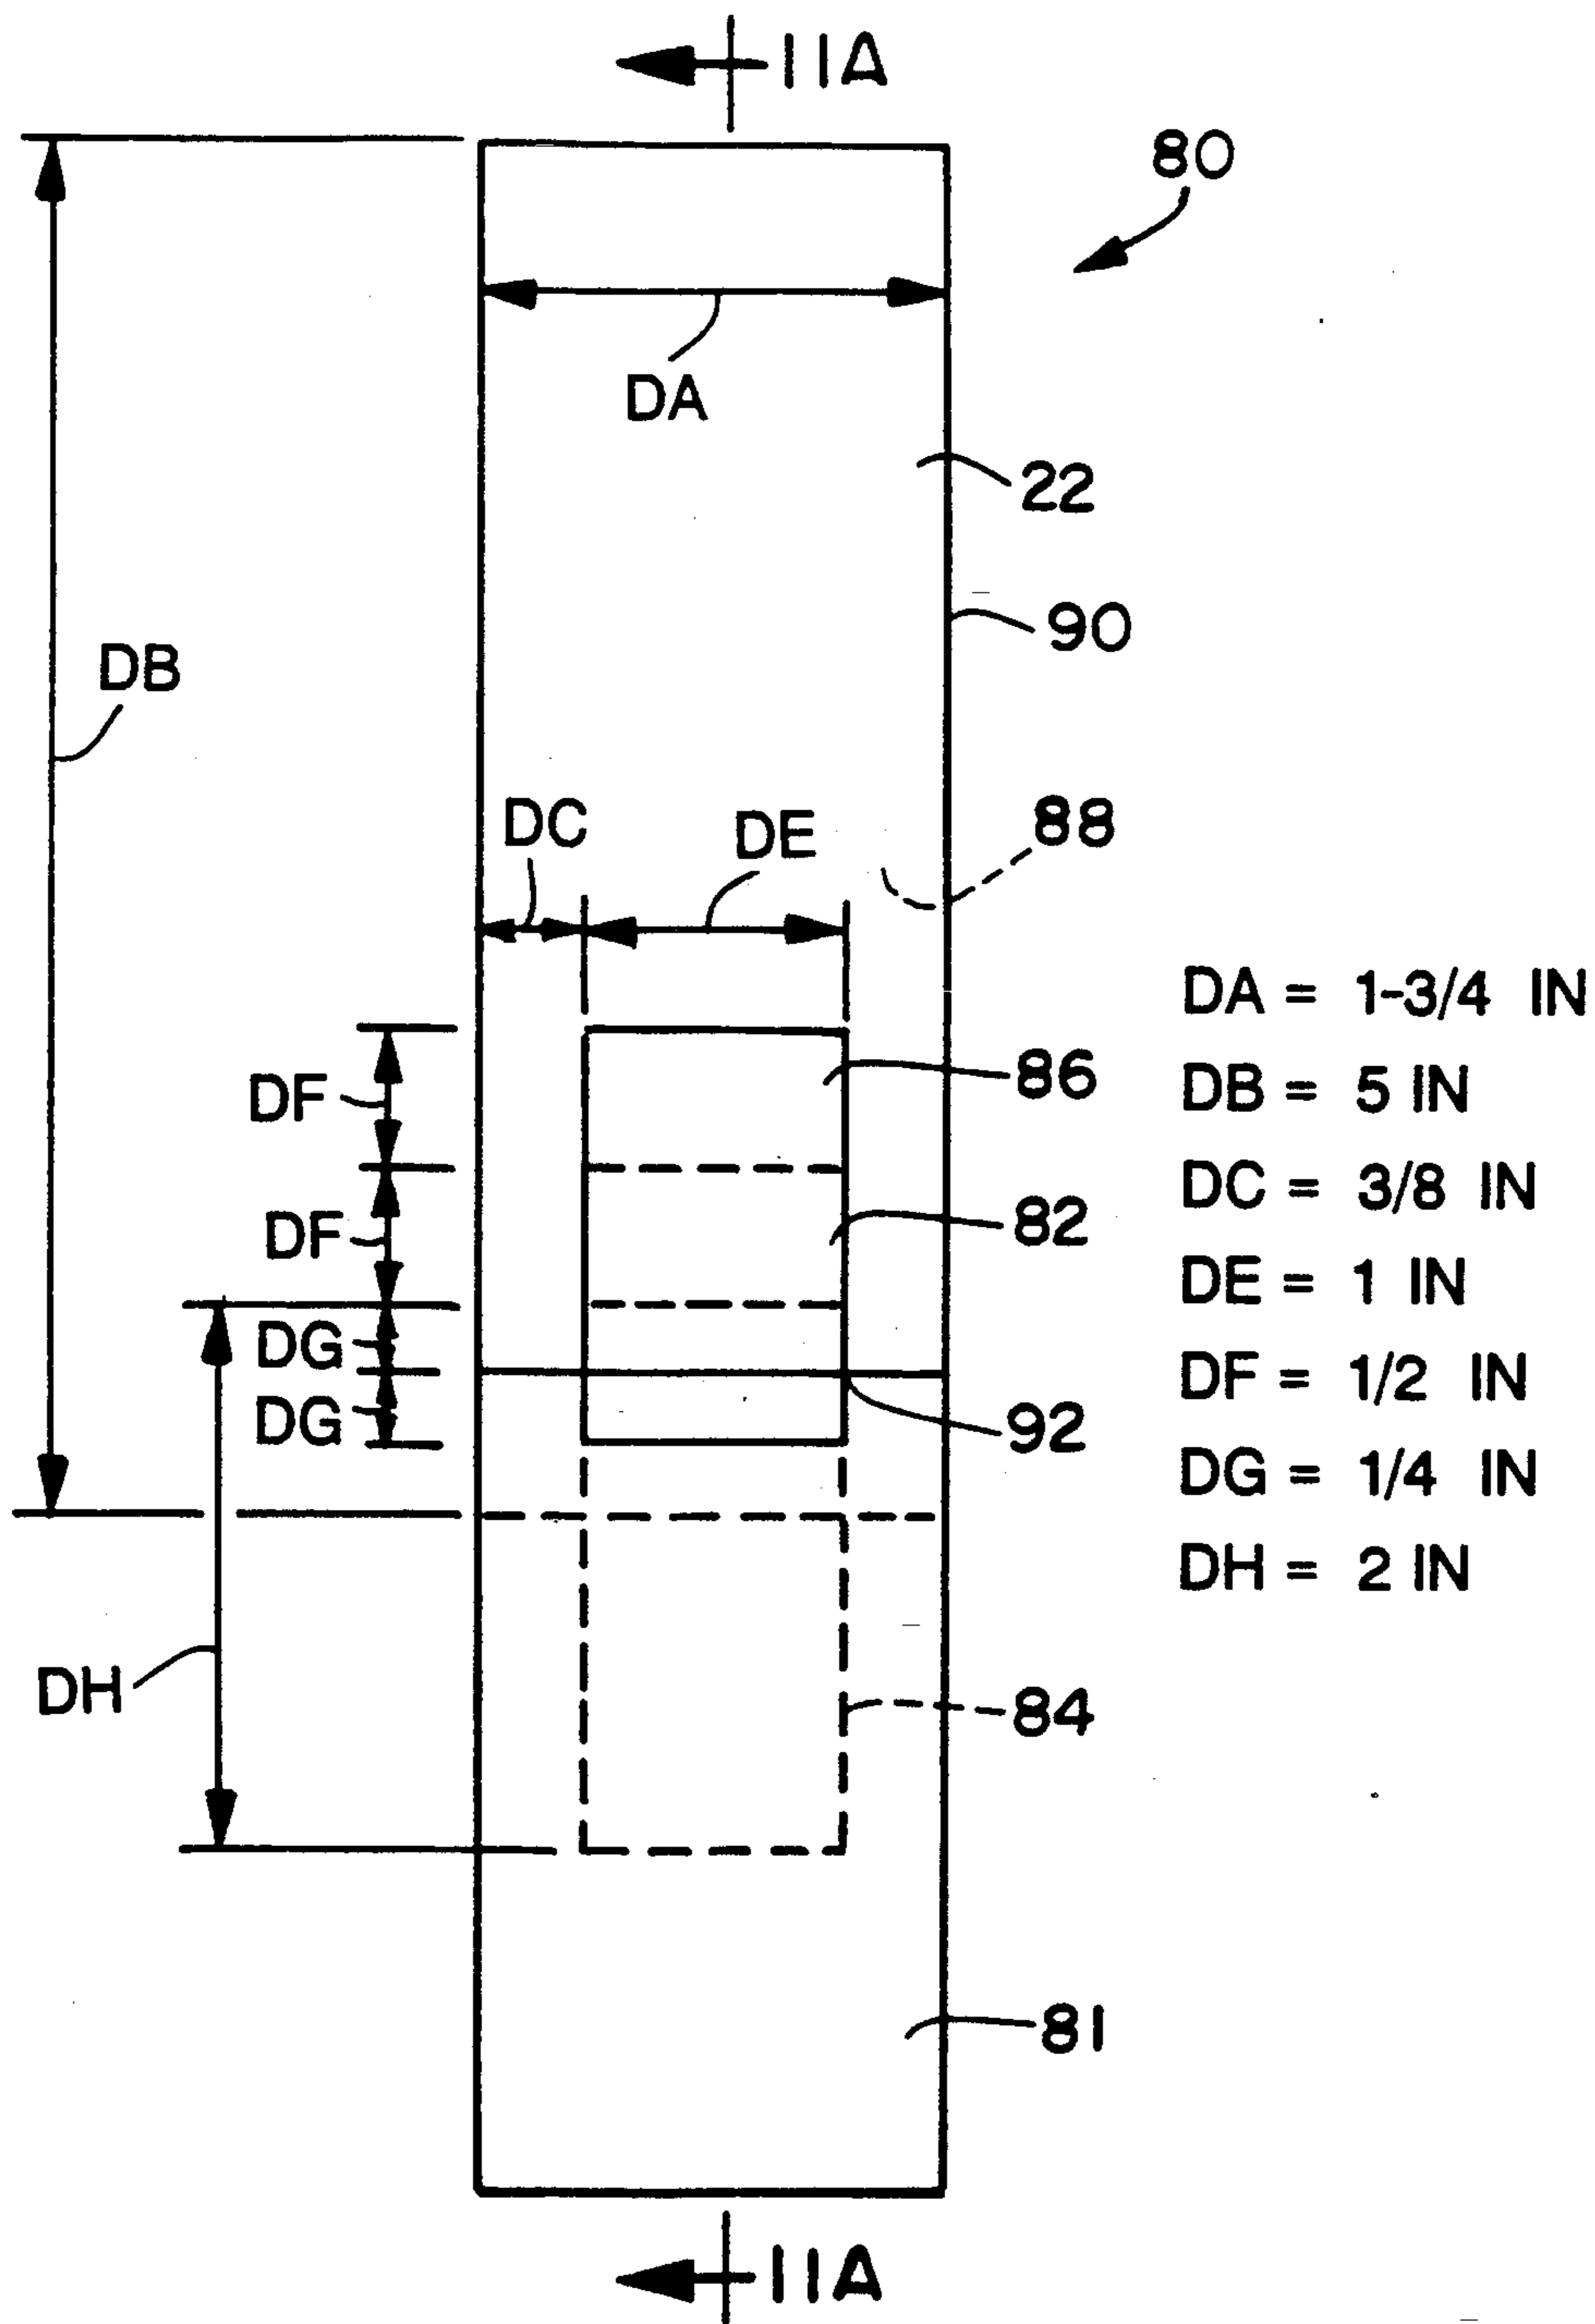 11A
80
DA
22
90
DB
DC
DE
88
DF
86
DF
82
DG
DG
92
DH
84
81
11A
DA = 1-3/4 IN
DB = 5 IN
DC = 3/8 IN
DE = 1 IN
DF = 1/2 IN
DG = 1/4 IN
DH = 2 IN